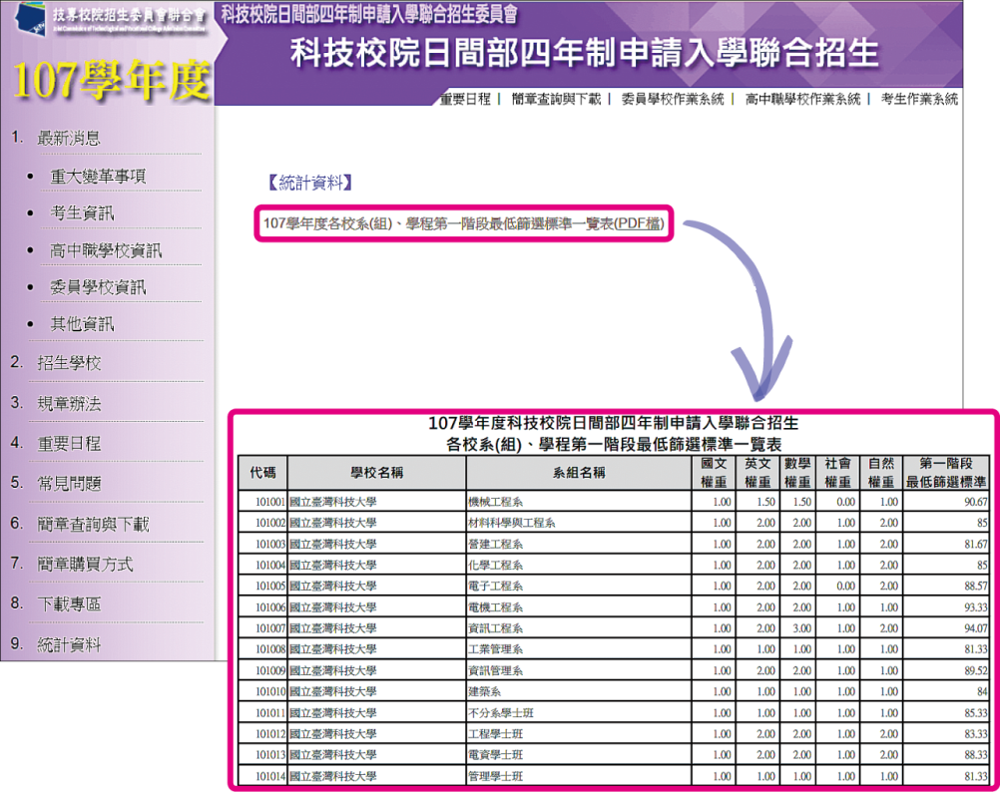 技專校院招生委員會聯合會
科技校院日間部四年制申請入學聯合招生委員會
科技校院日間部四年制申請入學聯合招生
107學年度
重要日程 | 簡章查詢與下載 | 委員學校作業系統 | 高中職學校作業系統 | 考生作業系統
1. 最新消息
• 重大變革事項
• 考生資訊
• 高中職學校資訊
• 委員學校資訊
• 其他資訊
2. 招生學校
3. 規章辦法
4. 重要日程
5. 常見問題
6. 簡章查詢與下載
7. 簡章購買方式
8. 下載專區
9. 統計資料
【統計資料】
107學年度各校系(組)、學程第一階段最低篩選標準一覽表(PDF檔)
107學年度科技校院日間部四年制申請入學聯合招生
各校系(組)、學程第一階段最低篩選標準一覽表
代碼 學校名稱 系組名稱 國文權重 英文權重 數學權重 社會權重 自然權重 第一階段最低篩選標準
101001 國立臺灣科技大學 機械工程系 1.00 1.50 1.50 0.00 1.00 90.67
101002 國立臺灣科技大學 材料科學與工程系 1.00 2.00 2.00 1.00 2.00 85
101003 國立臺灣科技大學 營建工程系 1.00 2.00 2.00 1.00 2.00 81.67
101004 國立臺灣科技大學 化學工程系 1.00 2.00 2.00 1.00 2.00 85
101005 國立臺灣科技大學 電子工程系 1.00 2.00 2.00 0.00 2.00 88.57
101006 國立臺灣科技大學 電機工程系 1.00 2.00 2.00 1.00 1.00 93.33
101007 國立臺灣科技大學 資訊工程系 1.00 2.00 3.00 1.00 2.00 94.07
101008 國立臺灣科技大學 工業管理系 1.00 1.00 1.00 1.00 1.00 81.33
101009 國立臺灣科技大學 資訊管理系 1.00 2.00 2.00 1.00 1.00 89.52
101010 國立臺灣科技大學 建築系 1.00 1.00 1.00 1.00 1.00 84
101011 國立臺灣科技大學 不分系學士班 1.00 1.00 1.00 1.00 1.00 85.33
101012 國立臺灣科技大學 工程學士班 1.00 2.00 2.00 1.00 2.00 83.33
101013 國立臺灣科技大學 電資學士班 1.00 2.00 2.00 1.00 2.00 88.33
101014 國立臺灣科技大學 管理學士班 1.00 1.00 1.00 1.00 1.00 81.33